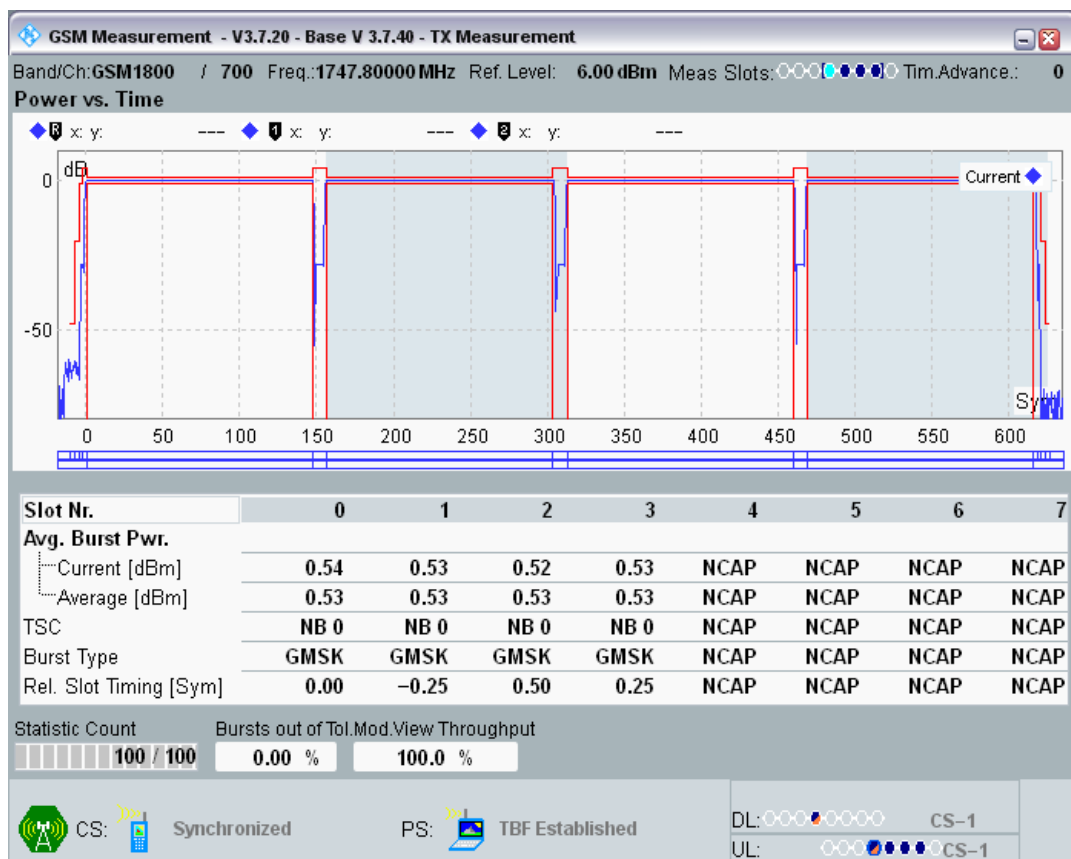 GSM Measurement - V3.7.20 - Base V 3.7.40 - TX Measurement
Band/Ch:GSM1800 / 700 Freq.:1747.80000 MHz Ref. Level: 6.00 dBm Meas Slots: Tim.Advance.: 0
Power vs. Time
R x: y: --- 1 x: y: --- 2 x: y: ---
dB
Current
0
-50
Sym
0 50 100 150 200 250 300 350 400 450 500 550 600
Slot Nr. 0 1 2 3 4 5 6 7
Avg. Burst Pwr.
Current [dBm] 0.54 0.53 0.52 0.53 NCAP NCAP NCAP NCAP
Average [dBm] 0.53 0.53 0.53 0.53 NCAP NCAP NCAP NCAP
TSC NB 0 NB 0 NB 0 NB 0 NCAP NCAP NCAP NCAP
Burst Type GMSK GMSK GMSK GMSK NCAP NCAP NCAP NCAP
Rel. Slot Timing [Sym] 0.00 −0.25 0.50 0.25 NCAP NCAP NCAP NCAP
Statistic Count Bursts out of Tol. Mod.View Throughput
100 / 100 0.00 % 100.0 %
CS: Synchronized PS: TBF Established DL: CS−1
UL: CS−1